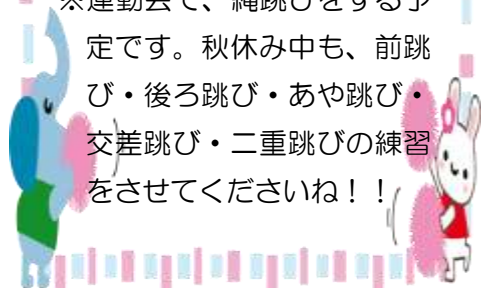 ※運動会で、縄跳びをする予
定です。秋休み中も、前跳
び・後ろ跳び・あや跳び・
交差跳び・二重跳びの練習
をさせてくださいね！！